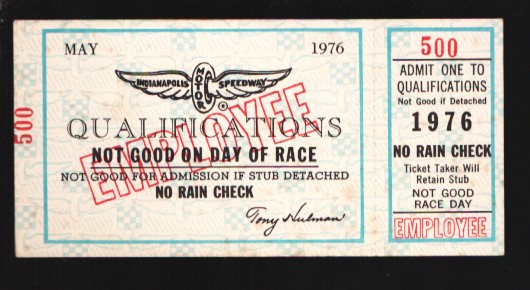 MAY 1976
INDIANAPOLIS MOTOR SPEEDWAY
®
500
QUALIFICATIONS
EMPLOYEE
NOT GOOD ON DAY OF RACE
NOT GOOD FOR ADMISSION IF STUB DETACHED
NO RAIN CHECK
Tony Hulman
500
ADMIT ONE TO
QUALIFICATIONS
Not Good if Detached
1976
NO RAIN CHECK
Ticket Taker Will
Retain Stub
NOT GOOD
RACE DAY
EMPLOYEE